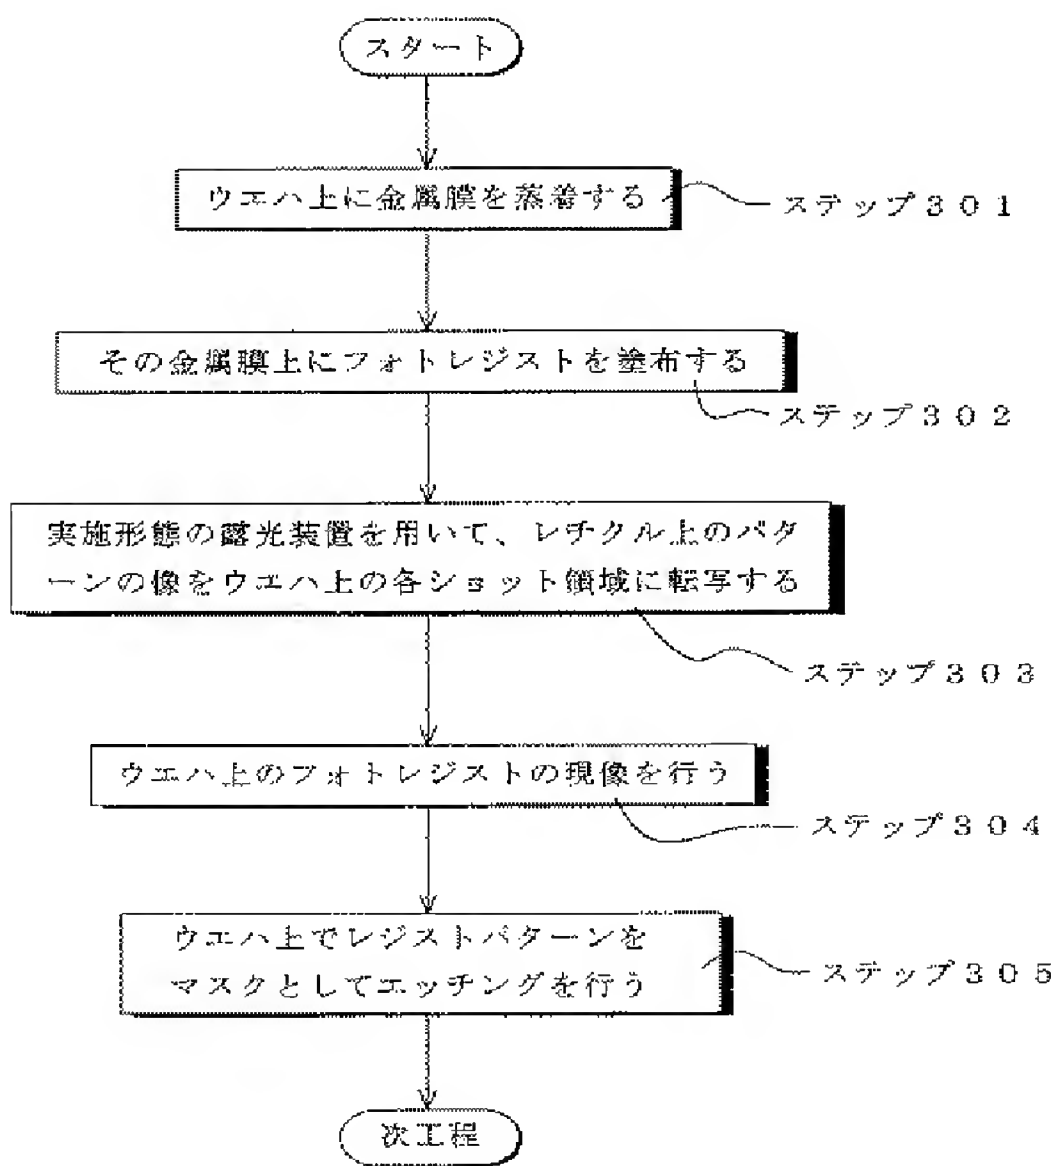 スタート
ウエハ上に金属膜を蒸着する
ステップ３０１
その金属膜上にフォトレジストを塗布する
ステップ３０２
実施形態の露光装置を用いて、レチクル上のパタ
ーンの像をウエハ上の各ショット領域に転写する
ステップ３０３
ウエハ上のフォトレジストの現像を行う
ステップ３０４
ウエハ上でレジストパターンを
マスクとしてエッチングを行う
ステップ３０５
次工程